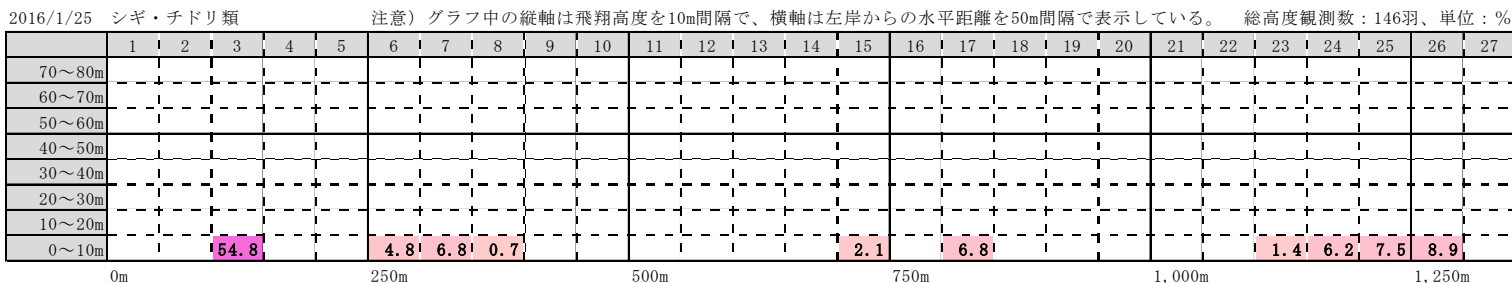 2016/1/25 シギ・チドリ類 注意）グラフ中の縦軸は飛翔高度を10m間隔で、横軸は左岸からの水平距離を50m間隔で表示している。 総高度観測数：146羽、単位：％
1 2 3 4 5 6 7 8 9 10 11 12 13 14 15 16 17 18 19 20 21 22 23 24 25 26 27
70～80m
60～70m
50～60m
40～50m
30～40m
20～30m
10～20m
0～10m 54.8 4.8 6.8 0.7 2.1 6.8 1.4 6.2 7.5 8.9
0m 250m 500m 750m 1,000m 1,250m